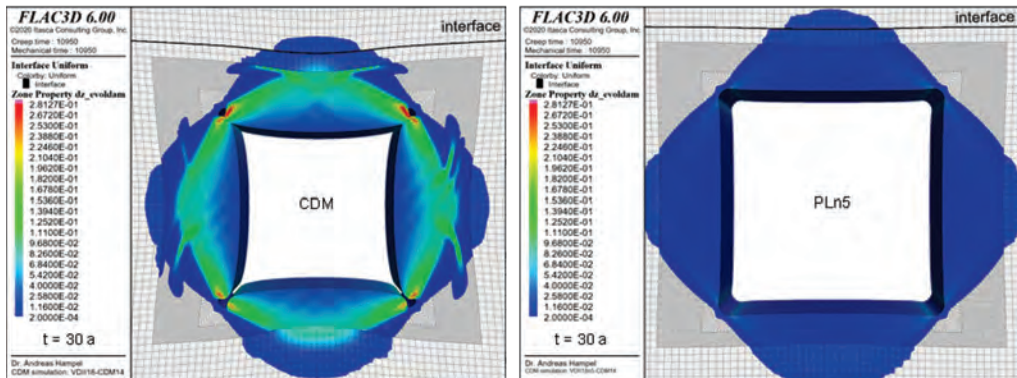 FLAC3D 6.00
©2020 Itasca Consulting Group, Inc.
Creep time : 10950
Mechanical time : 10950
Interface Uniform
Colorby: Uniform
Interface
Zone Property dz_evoldam
2.8127E-01
2.6720E-01
2.5300E-01
2.3880E-01
2.2460E-01
2.1040E-01
1.9620E-01
1.8200E-01
1.6780E-01
1.5360E-01
1.3940E-01
1.2520E-01
1.1100E-01
9.6800E-02
8.2600E-02
6.8400E-02
5.4200E-02
4.0000E-02
2.5800E-02
1.1600E-02
2.0000E-04
t = 30 a
Dr. Andreas Hampel
interface
CDM
FLAC3D 6.00
©2020 Itasca Consulting Group, Inc.
Creep time : 10950
Mechanical time : 10950
Interface Uniform
Colorby: Uniform
Interface
Zone Property dz_evoldam
2.8127E-01
2.6720E-01
2.5300E-01
2.3880E-01
2.2460E-01
2.1040E-01
1.9620E-01
1.8200E-01
1.6780E-01
1.5360E-01
1.3940E-01
1.2520E-01
1.1100E-01
9.6800E-02
8.2600E-02
6.8400E-02
5.4200E-02
4.0000E-02
2.5800E-02
1.1600E-02
2.0000E-04
t = 30 a
Dr. Andreas Hampel
interface
PLn5